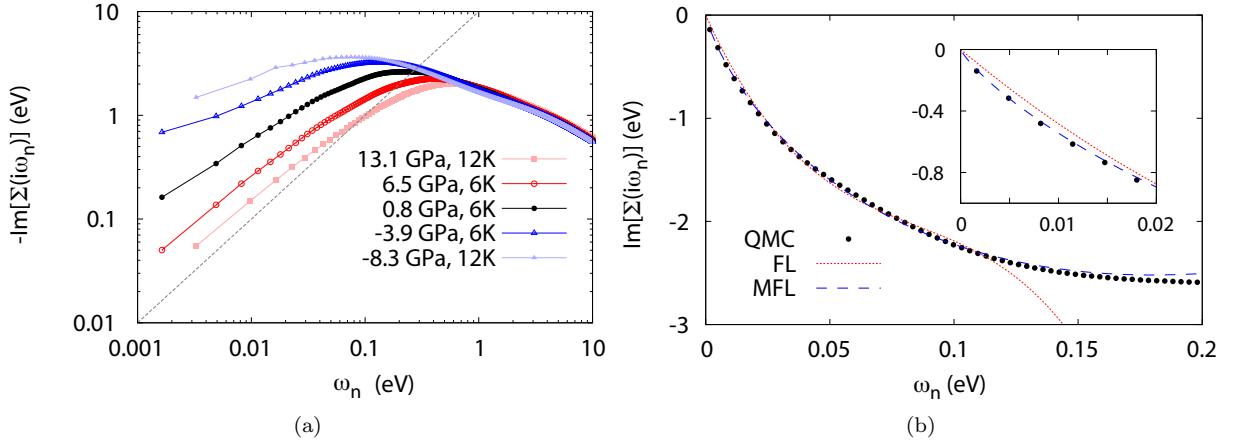 10
1
0.1
0.01
0.001
0.01
0.1
1
10
-Im[Σ(iωn)] (eV)
ωn (eV)
13.1 GPa, 12K
6.5 GPa, 6K
0.8 GPa, 6K
-3.9 GPa, 6K
-8.3 GPa, 12K
(a)
0
-1
-2
-3
0
0.05
0.1
0.15
0.2
Im[Σ(iωn)] (eV)
ωn (eV)
QMC
FL
MFL
0
-0.4
-0.8
0
0.01
0.02
(b)